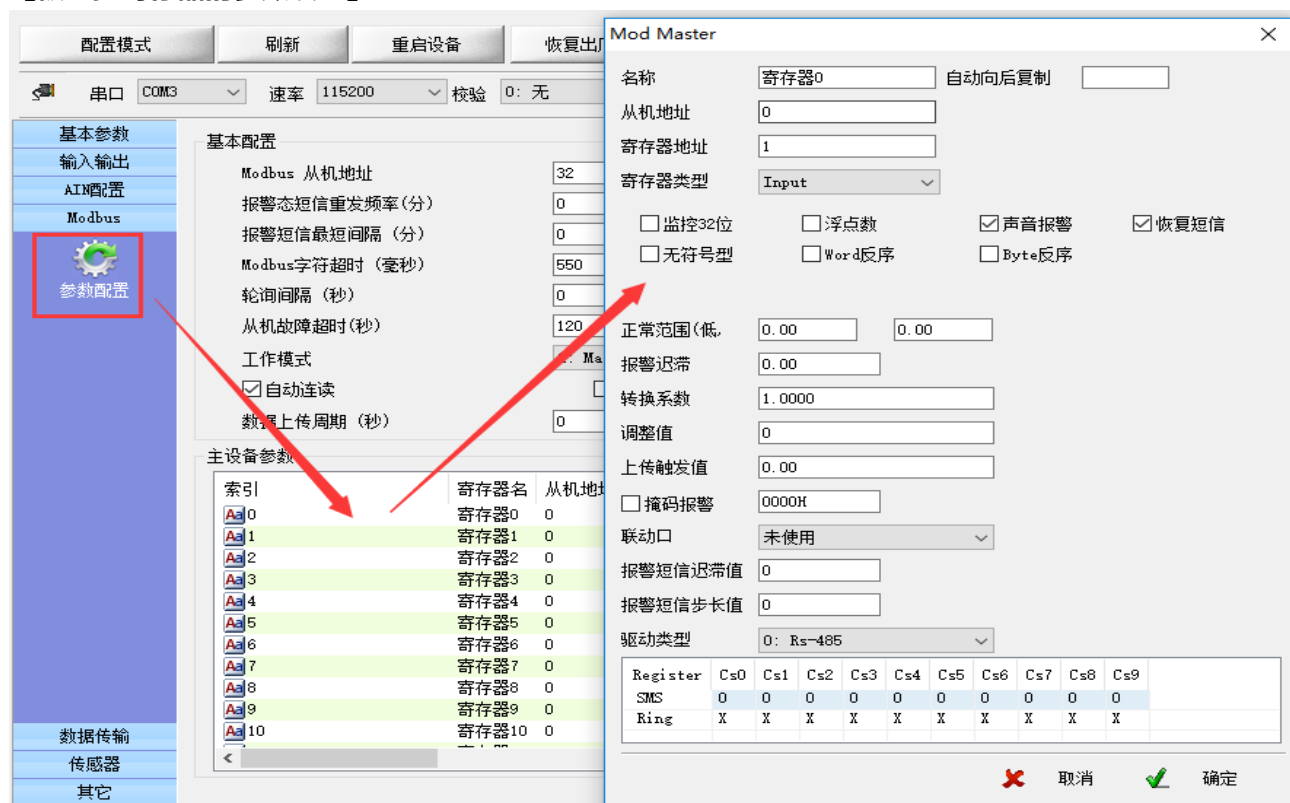 配置模式 刷新 重启设备 恢复出厂
串口 COM3 速率 115200 校验 0: 无
基本参数
输入输出
AIN配置
Modbus
参数配置
数据传输
传感器
其它
基本配置
Modbus 从机地址 32
报警态短信重发频率(分) 0
报警短信最短间隔 (分) 0
Modbus字符超时 (毫秒) 550
轮询间隔 (秒) 0
从机故障超时(秒) 120
工作模式 Ma
自动连读
数据上传周期 (秒) 0
主设备参数
索引 寄存器名 从机地址
0 寄存器0 0
1 寄存器1 0
2 寄存器2 0
3 寄存器3 0
4 寄存器4 0
5 寄存器5 0
6 寄存器6 0
7 寄存器7 0
8 寄存器8 0
9 寄存器9 0
10 寄存器10 0
Mod Master
名称 寄存器0 自动向后复制
从机地址 0
寄存器地址 1
寄存器类型 Input
监控32位 浮点数 声音报警 恢复短信
无符号型 Word反序 Byte反序
正常范围(低, 0.00 0.00
报警迟滞 0.00
转换系数 1.0000
调整值 0
上传触发值 0.00
掩码报警 0000H
联动口 未使用
报警短信迟滞值 0
报警短信步长值 0
驱动类型 0: Rs-485
Register Cs0 Cs1 Cs2 Cs3 Cs4 Cs5 Cs6 Cs7 Cs8 Cs9
SMS 0 0 0 0 0 0 0 0 0 0
Ring X X X X X X X X X X
取消 确定